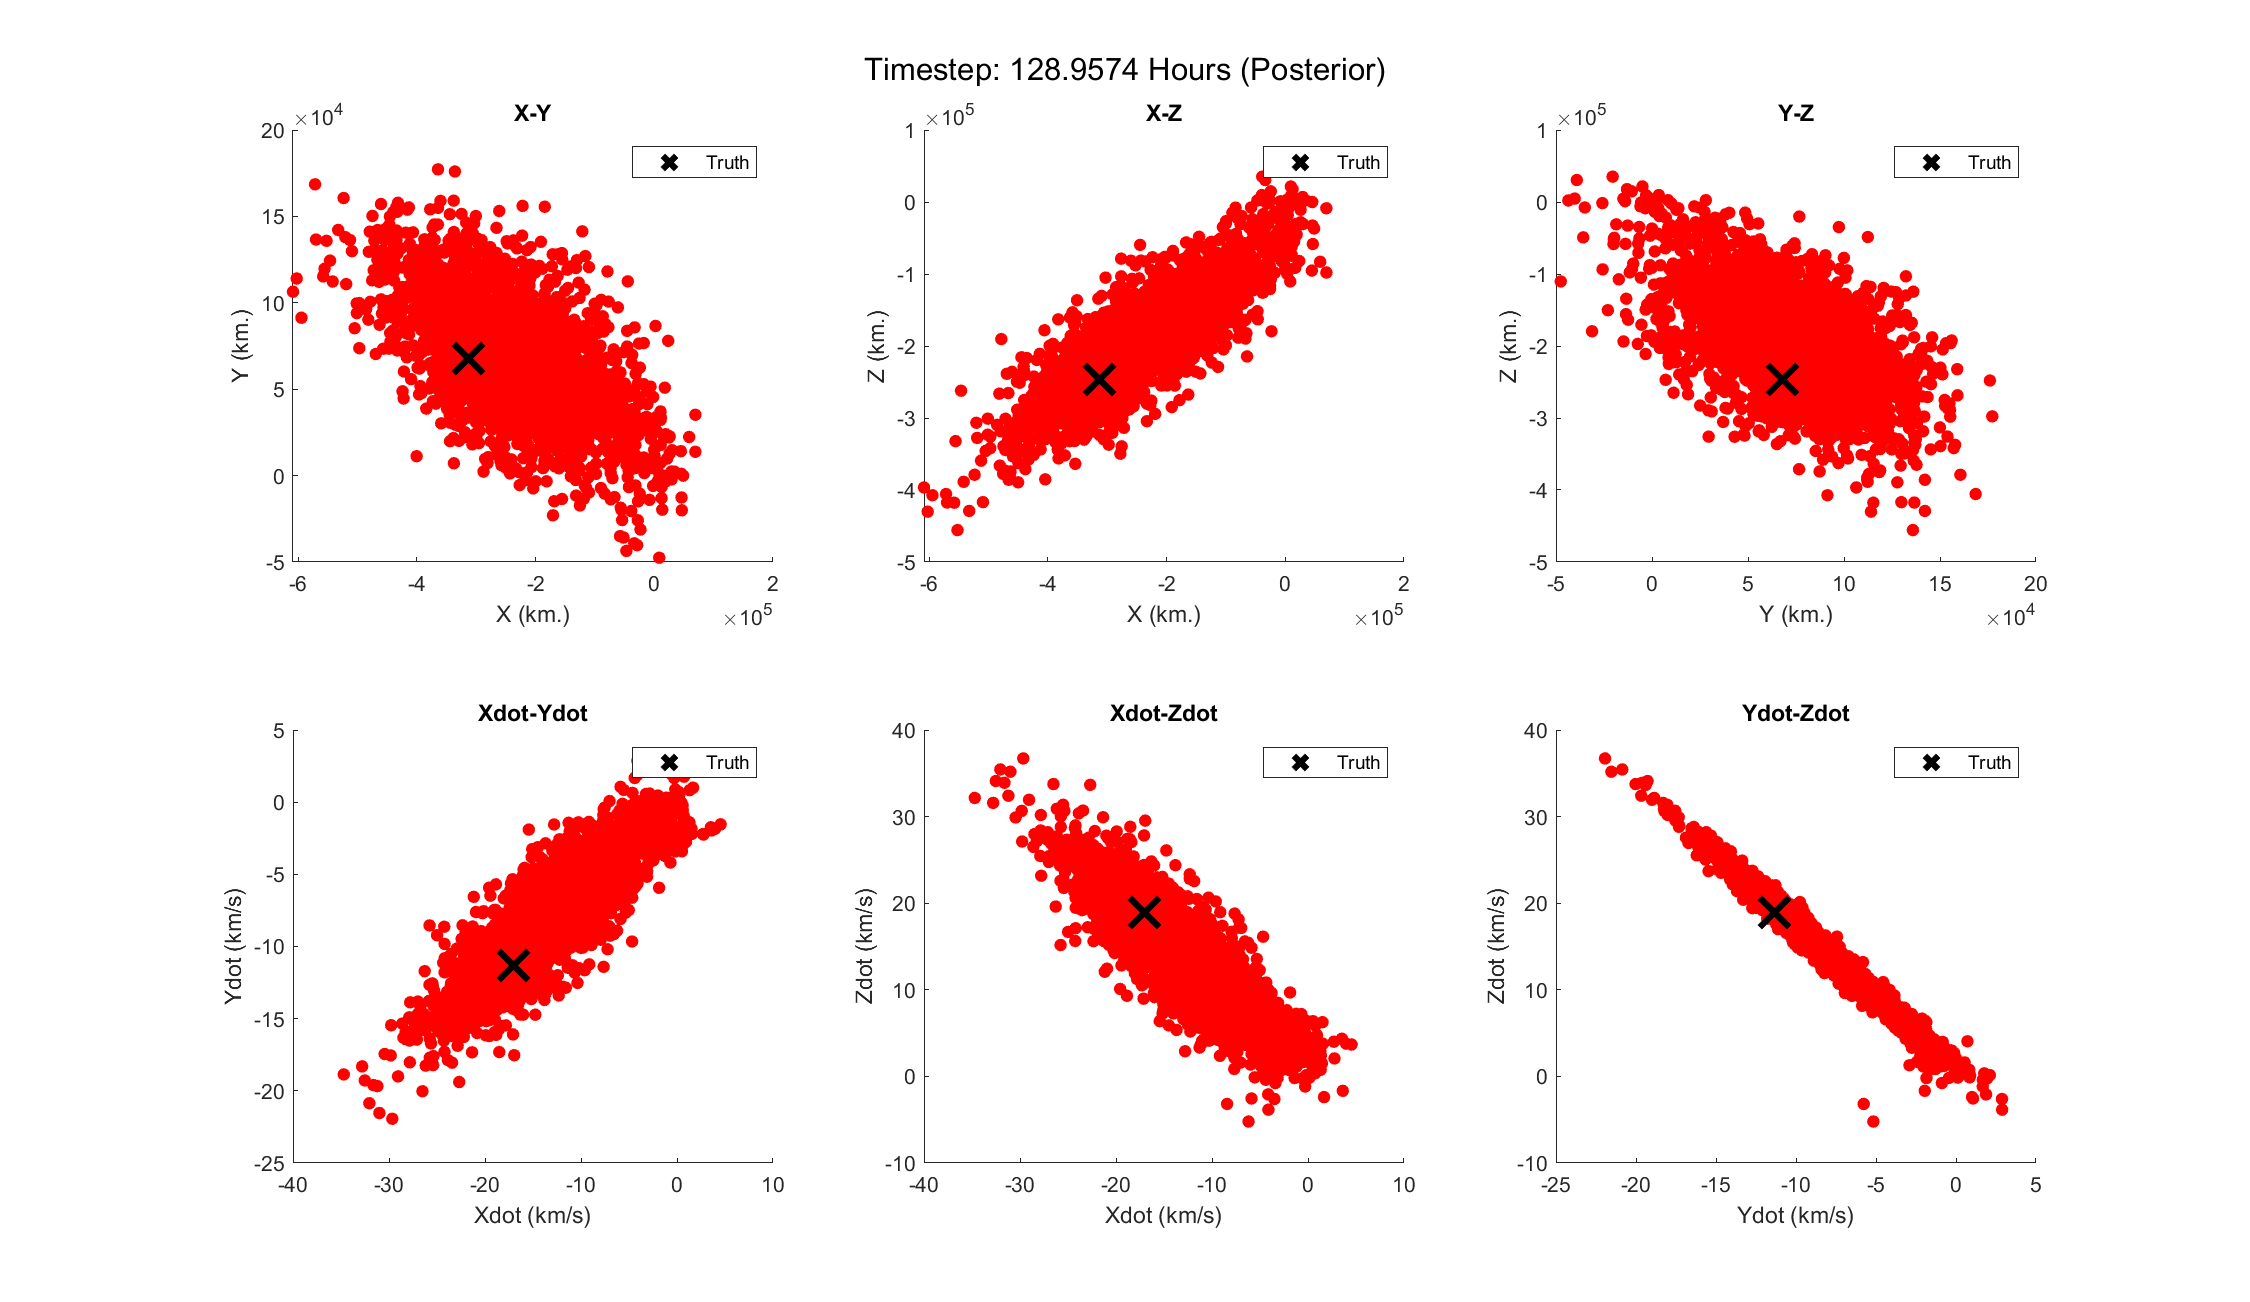 Timestep: 128.9574 Hours (Posterior)
X-Y
×10^4
20
15
10
5
0
-5
Y (km.)
-6 -4 -2 0 2
X (km.)
×10^5
Truth
X-Z
×10^5
1
0
-1
-2
-3
-4
-5
Z (km.)
-6 -4 -2 0 2
X (km.)
×10^5
Truth
Y-Z
×10^5
1
0
-1
-2
-3
-4
-5
Z (km.)
-5 0 5 10 15 20
Y (km.)
×10^4
Truth
Xdot-Ydot
5
0
-5
-10
-15
-20
-25
Ydot (km/s)
-40 -30 -20 -10 0 10
Xdot (km/s)
Truth
Xdot-Zdot
40
30
20
10
0
-10
Zdot (km/s)
-40 -30 -20 -10 0 10
Xdot (km/s)
Truth
Ydot-Zdot
40
30
20
10
0
-10
Zdot (km/s)
-25 -20 -15 -10 -5 0 5
Ydot (km/s)
Truth